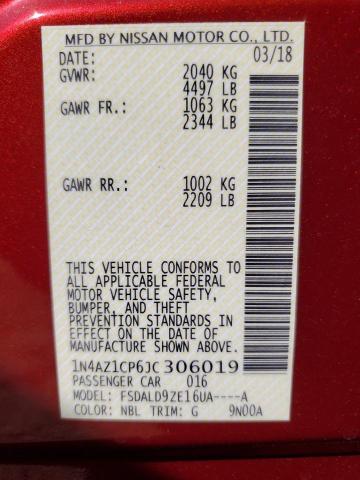 MFD BY NISSAN MOTOR CO., LTD.
DATE: 03/18
GVWR: 2040 KG
4497 LB
GAWR FR.: 1063 KG
2344 LB
GAWR RR.: 1002 KG
2209 LB
THIS VEHICLE CONFORMS TO
ALL APPLICABLE FEDERAL
MOTOR VEHICLE SAFETY,
BUMPER, AND THEFT
PREVENTION STANDARDS
IN EFFECT ON THE DATE OF
MANUFACTURE SHOWN ABOVE.
1N4AZ1CP6JC306019
PASSENGER CAR 016
MODEL: FSDALD9ZE16UA----A
COLOR: NBL TRIM: G 9N00A